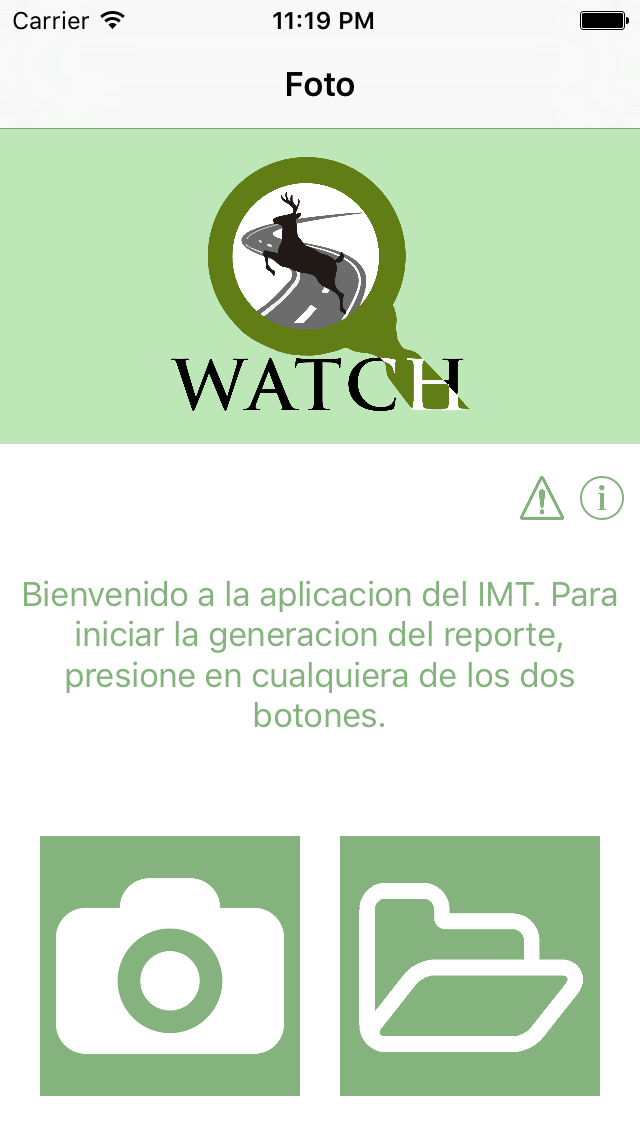 Carrier 11:19 PM
Foto
WATCH
Bienvenido a la aplicacion del IMT. Para
iniciar la generacion del reporte,
presione en cualquiera de los dos
botones.